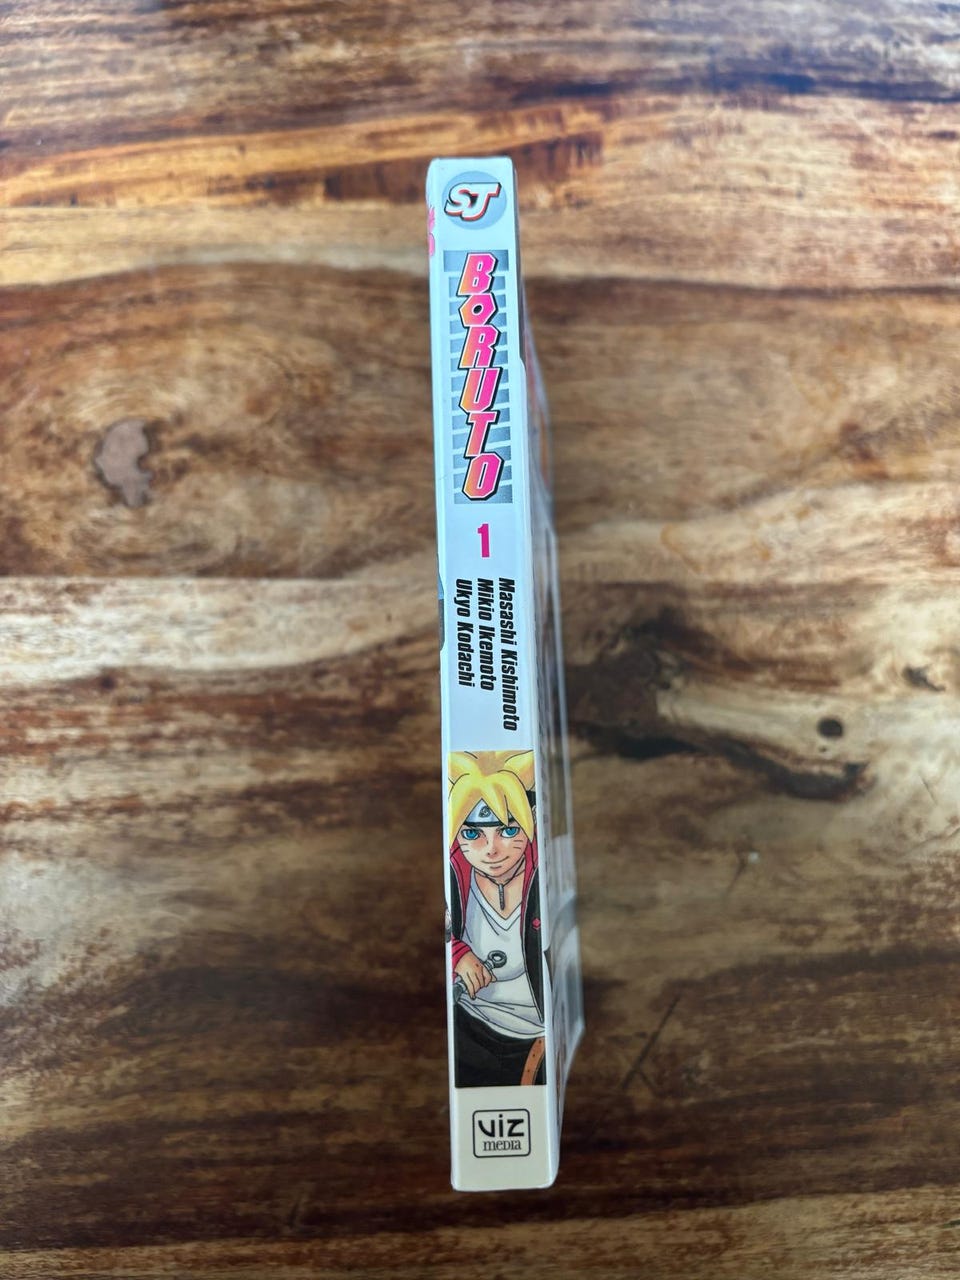 SJ
BORUTO
1
Masashi Kishimoto
Mikio Ikemoto
Ukyo Kodachi
VIZ
media